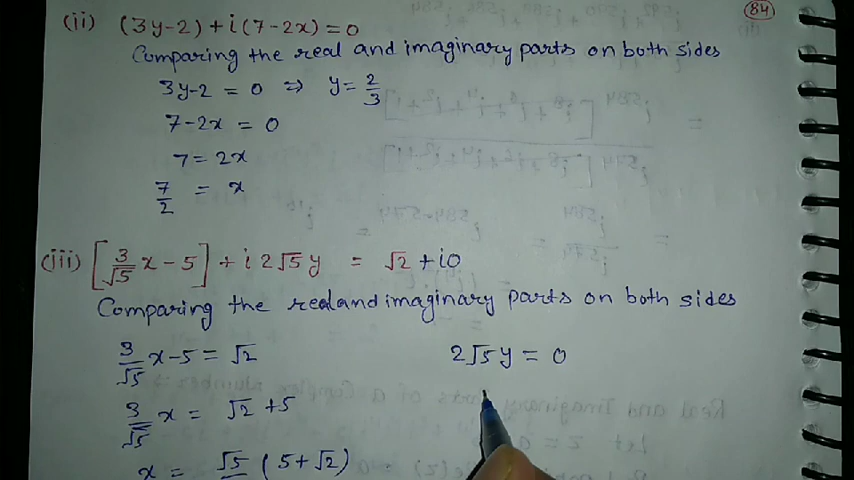 84
(ii) (3y-2)+i(7-2x)=0
Comparing the real and imaginary parts on both sides
3y-2 = 0 ⇒ y=2/3
7-2x = 0
7=2x
7/2 = x
(iii) [3/√5 x-5]+i 2√5 y = √2 +i0
Comparing the real and imaginary parts on both sides
3/√5 x-5 = √2
2√5 y = 0
3/√5 x = √2 +5
x = √5 (5+√2)